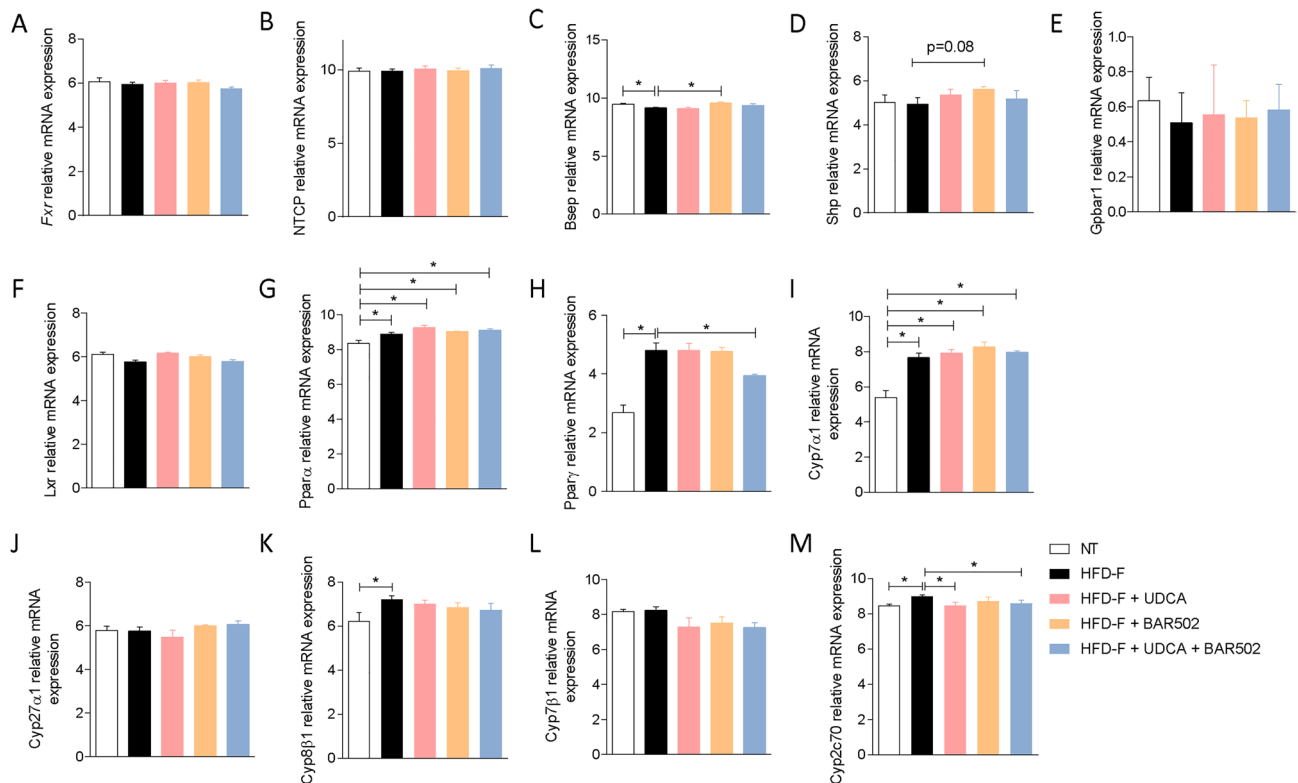 A
Fxr relative mRNA expression
8
6
4
2
0
B
NTCP relative mRNA expression
10
5
0
C
Bsep relative mRNA expression
15
10
5
0
*
*
D
Shp relative mRNA expression
8
6
4
2
0
p=0.08
E
Gpbar1 relative mRNA expression
1.0
0.8
0.6
0.4
0.2
0.0
F
Lxr relative mRNA expression
8
6
4
2
0
G
Pparα relative mRNA expression
10
8
6
4
2
0
*
*
*
*
H
Pparγ relative mRNA expression
6
4
2
0
*
*
I
Cyp7α1 relative mRNA
expression
10
8
6
4
2
0
*
*
*
*
J
Cyp27α1 relative mRNA
expression
8
6
4
2
0
K
Cyp8β1 relative mRNA expression
8
6
4
2
0
*
L
Cyp7β1 relative mRNA
expression
10
8
6
4
2
0
M
Cyp2c70 relative mRNA expression
10
8
6
4
2
0
*
*
*
NT
HFD-F
HFD-F + UDCA
HFD-F + BAR502
HFD-F + UDCA + BAR502